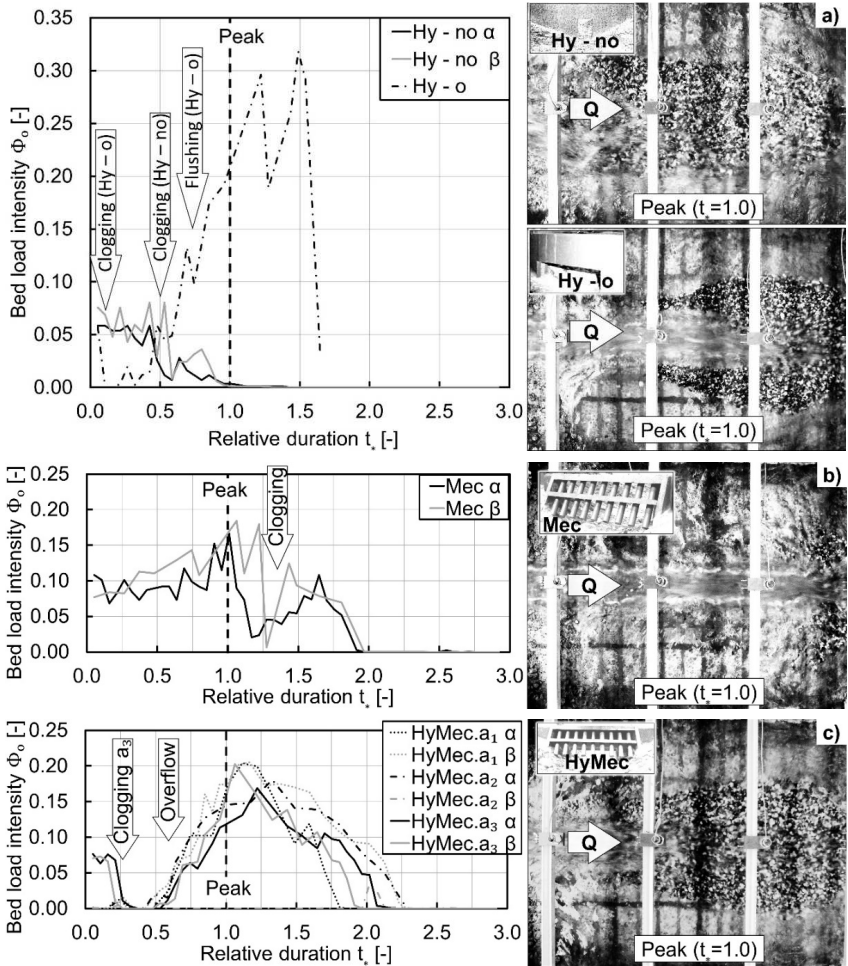 Bed load intensity Φo [-]
0.35
0.30
0.25
0.20
0.15
0.10
0.05
0.00
Clogging (Hy – o)
Clogging (Hy – no)
Flushing (Hy – o)
Peak
Hy - no α
Hy - no β
Hy - o
0.0 0.5 1.0 1.5 2.0 2.5 3.0
Relative duration t* [-]
a)
Hy - no
Q
Peak (t*=1.0)
Hy - o
Q
Peak (t*=1.0)
Bed load intensity Φo [-]
0.25
0.20
0.15
0.10
0.05
0.00
Peak
Clogging
Mec α
Mec β
0.0 0.5 1.0 1.5 2.0 2.5 3.0
Relative duration t* [-]
b)
Mec
Q
Peak (t*=1.0)
Bed load intensity Φo [-]
0.25
0.20
0.15
0.10
0.05
0.00
Clogging a3
Overflow
Peak
HyMec.a1 α
HyMec.a1 β
HyMec.a2 α
HyMec.a2 β
HyMec.a3 α
HyMec.a3 β
0.0 0.5 1.0 1.5 2.0 2.5 3.0
Relative duration t* [-]
c)
HyMec
Q
Peak (t*=1.0)